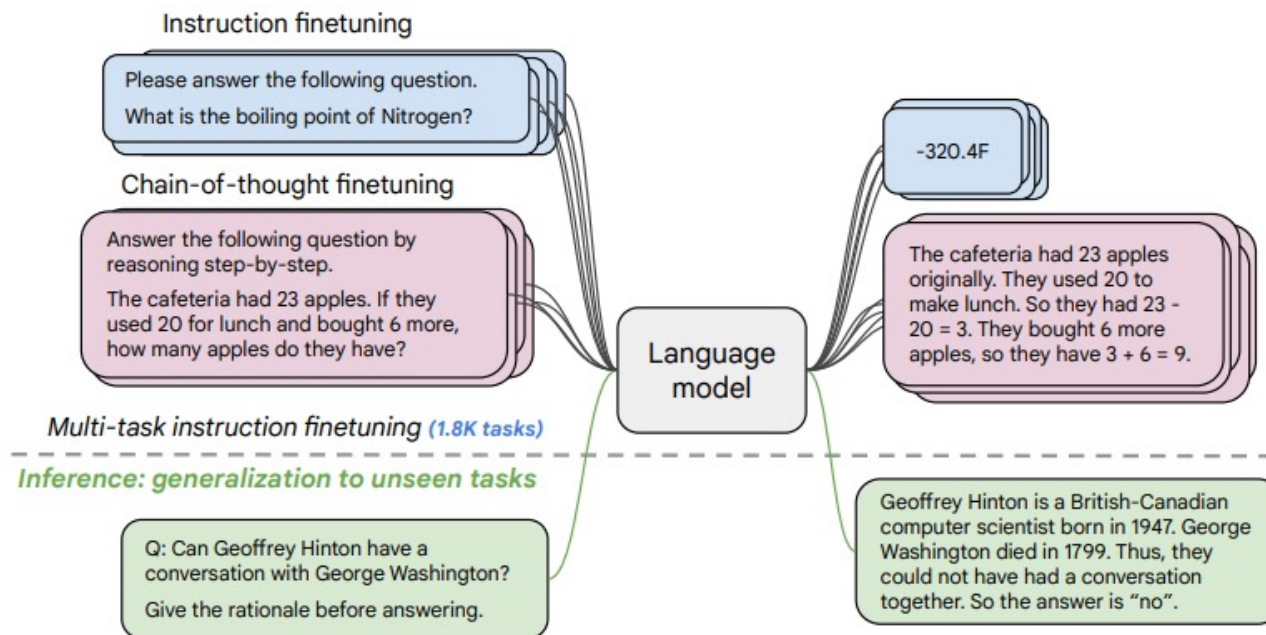 Instruction finetuning
Please answer the following question.
What is the boiling point of Nitrogen?
-320.4F
Chain-of-thought finetuning
Answer the following question by
reasoning step-by-step.
The cafeteria had 23 apples. If they
used 20 for lunch and bought 6 more,
how many apples do they have?
Language
model
The cafeteria had 23 apples
originally. They used 20 to
make lunch. So they had 23 -
20 = 3. They bought 6 more
apples, so they have 3 + 6 = 9.
Multi-task instruction finetuning (1.8K tasks)
Inference: generalization to unseen tasks
Q: Can Geoffrey Hinton have a
conversation with George Washington?
Give the rationale before answering.
Geoffrey Hinton is a British-Canadian
computer scientist born in 1947. George
Washington died in 1799. Thus, they
could not have had a conversation
together. So the answer is “no”.